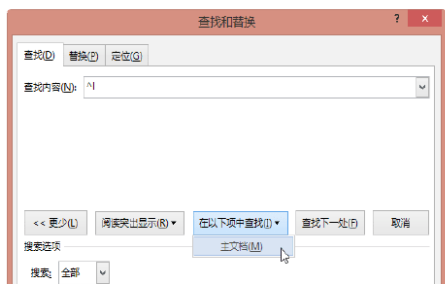 查找和替换 ? x
查找(D) 替换(P) 定位(G)
查找内容(N): ^l
<< 更少(L) 阅读突出显示(R) 在以下项中查找(I) 查找下一处(F) 取消
主文档(M)
搜索选项
搜索: 全部